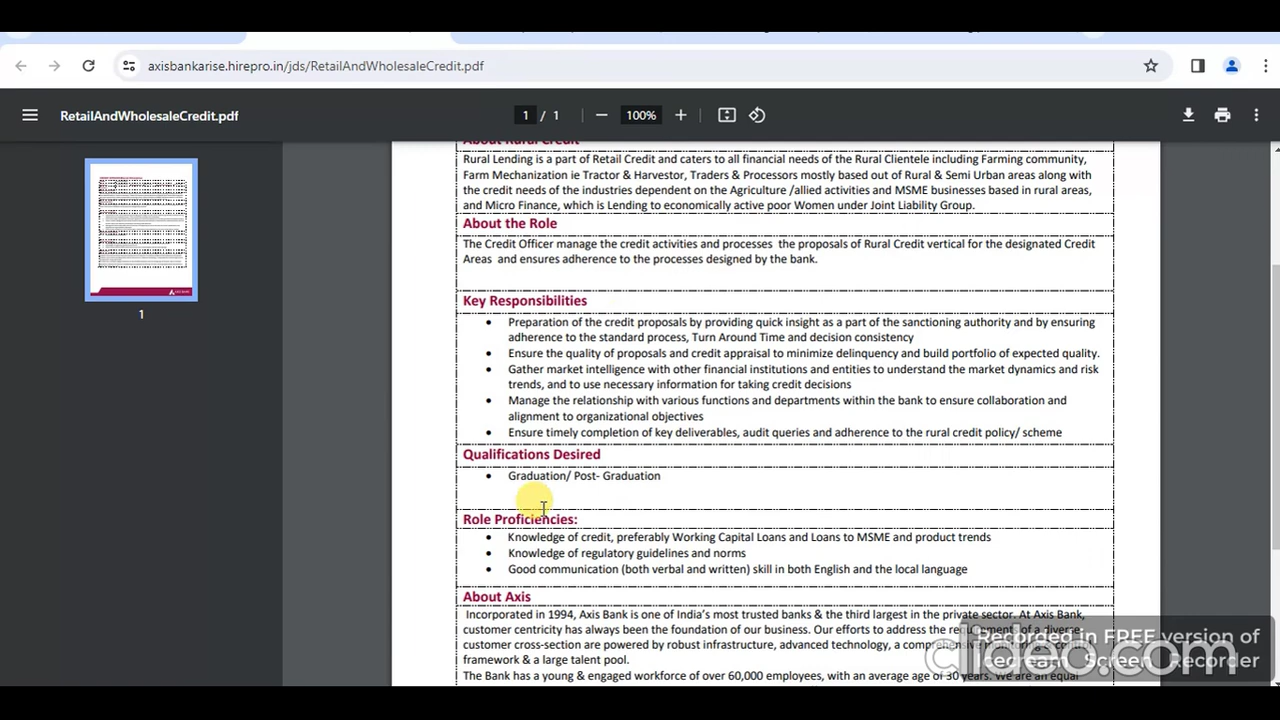 axisbankarise.hirepro.in/jds/RetailAndWholesaleCredit.pdf
RetailAndWholesaleCredit.pdf
1 / 1
100%
About Rural Credit
Rural Lending is a part of Retail Credit and caters to all financial needs of the Rural Clientele including Farming community,
Farm Mechanization ie Tractor & Harvestor, Traders & Processors mostly based out of Rural & Semi Urban areas along with
the credit needs of the industries dependent on the Agriculture /allied activities and MSME businesses based in rural areas,
and Micro Finance, which is Lending to economically active poor Women under Joint Liability Group.
About the Role
The Credit Officer manage the credit activities and processes the proposals of Rural Credit vertical for the designated Credit
Areas and ensures adherence to the processes designed by the bank.
Key Responsibilities
Preparation of the credit proposals by providing quick insight as a part of the sanctioning authority and by ensuring
adherence to the standard process, Turn Around Time and decision consistency
Ensure the quality of proposals and credit appraisal to minimize delinquency and build portfolio of expected quality.
Gather market intelligence with other financial institutions and entities to understand the market dynamics and risk
trends, and to use necessary information for taking credit decisions
Manage the relationship with various functions and departments within the bank to ensure collaboration and
alignment to organizational objectives
Ensure timely completion of key deliverables, audit queries and adherence to the rural credit policy/ scheme
Qualifications Desired
Graduation/ Post- Graduation
Role Proficiencies:
Knowledge of credit, preferably Working Capital Loans and Loans to MSME and product trends
Knowledge of regulatory guidelines and norms
Good communication (both verbal and written) skill in both English and the local language
About Axis
Incorporated in 1994, Axis Bank is one of India's most trusted banks & the third largest in the private sector. At Axis Bank,
customer centricity has always been the foundation of our business. Our efforts to address the requirements of a diverse
customer cross-section are powered by robust infrastructure, advanced technology, a comprehensive
framework & a large talent pool.
The Bank has a young & engaged workforce of over 60,000 employees, with an average age of 30 years. We are an equal
1
Recorded in FREE version of
Icecream Screen Recorder
clideo.com